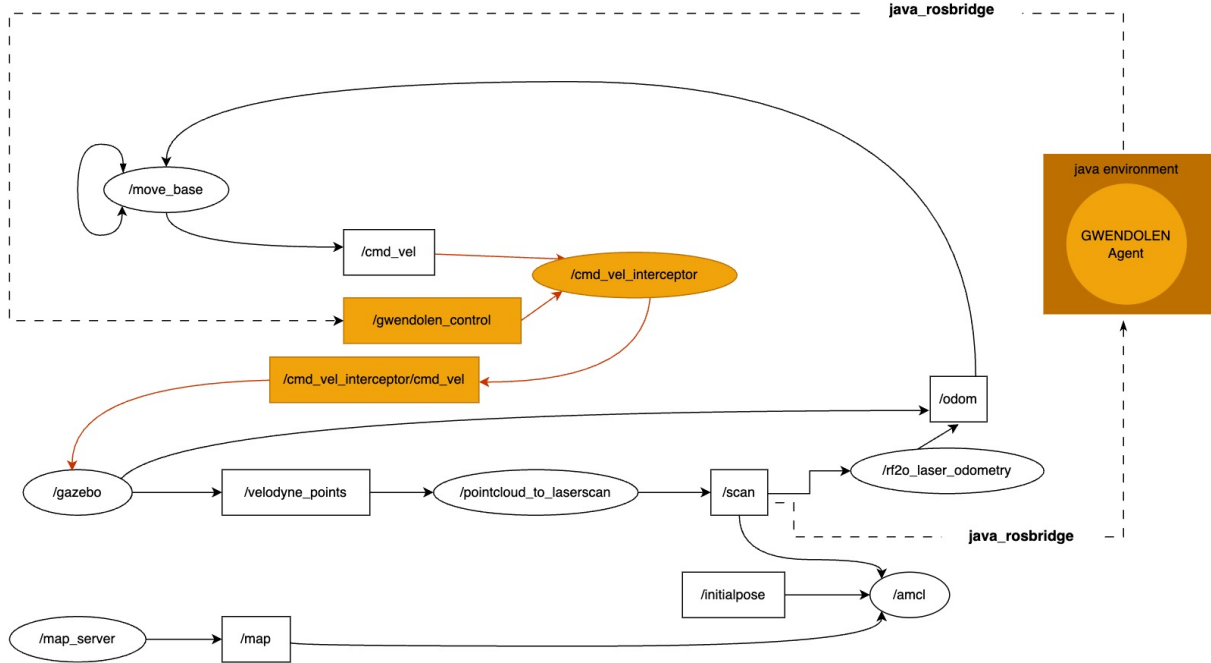 java_rosbridge
java environment
/move_base
GWENDOLEN
Agent
/cmd_vel
/cmd_vel_interceptor
/gwendolen_control
/cmd_vel_interceptor/cmd_vel
/odom
/rf2o_laser_odometry
/gazebo
/velodyne_points
/pointcloud_to_laserscan
/scan
java_rosbridge
/initialpose
/amcl
/map_server
/map